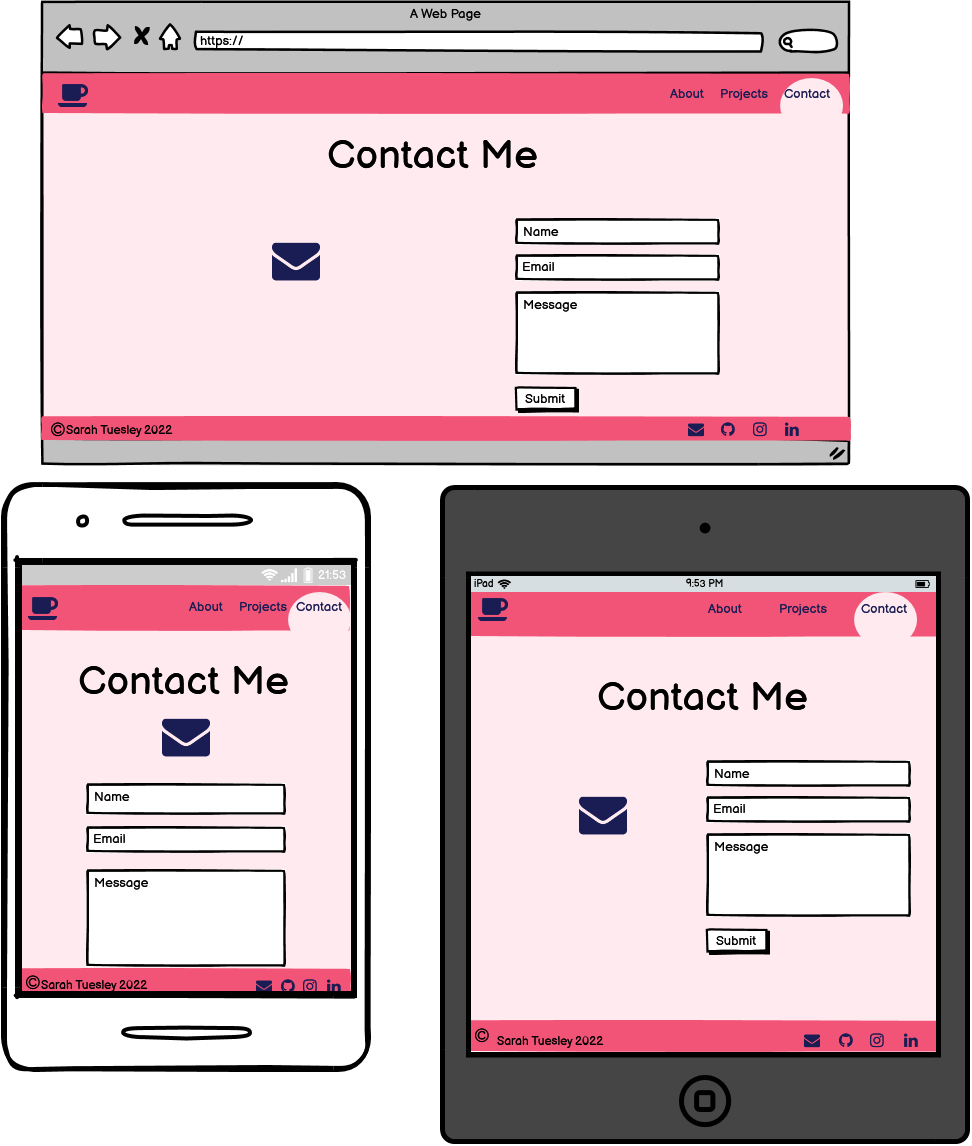 A Web Page
https://
About Projects Contact
Contact Me
Name
Email
Message
Submit
©Sarah Tuesley 2022
21:53
About Projects Contact
Contact Me
Name
Email
Message
©Sarah Tuesley 2022
iPad 9:53 PM
About Projects Contact
Contact Me
Name
Email
Message
Submit
© Sarah Tuesley 2022